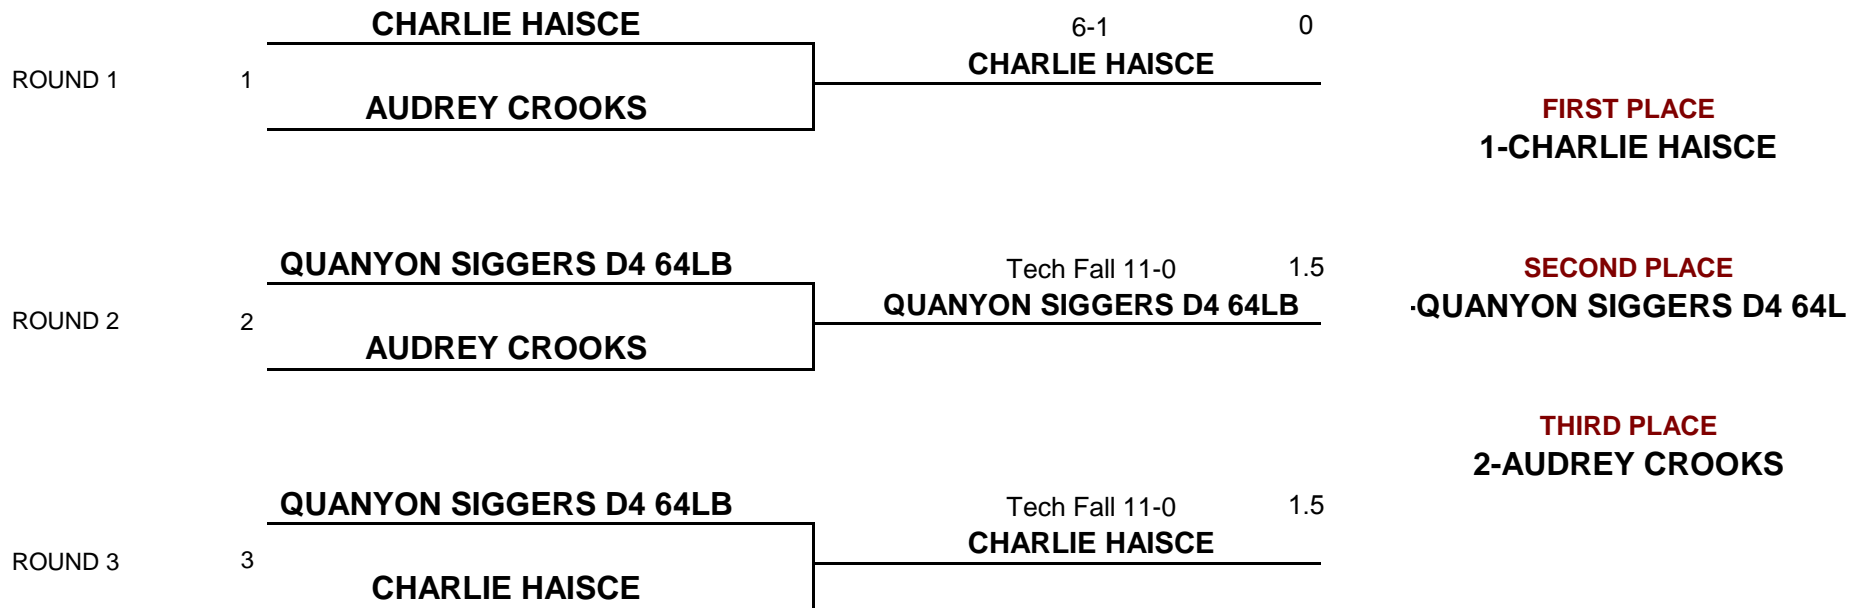 CHARLIE HAISCE
6-1 0
ROUND 1 1 CHARLIE HAISCE
AUDREY CROOKS
FIRST PLACE
1-CHARLIE HAISCE
QUANYON SIGGERS D4 64LB
Tech Fall 11-0 1.5
SECOND PLACE
ROUND 2 2 QUANYON SIGGERS D4 64LB
-QUANYON SIGGERS D4 64L
AUDREY CROOKS
THIRD PLACE
2-AUDREY CROOKS
QUANYON SIGGERS D4 64LB
Tech Fall 11-0 1.5
ROUND 3 3 CHARLIE HAISCE
CHARLIE HAISCE